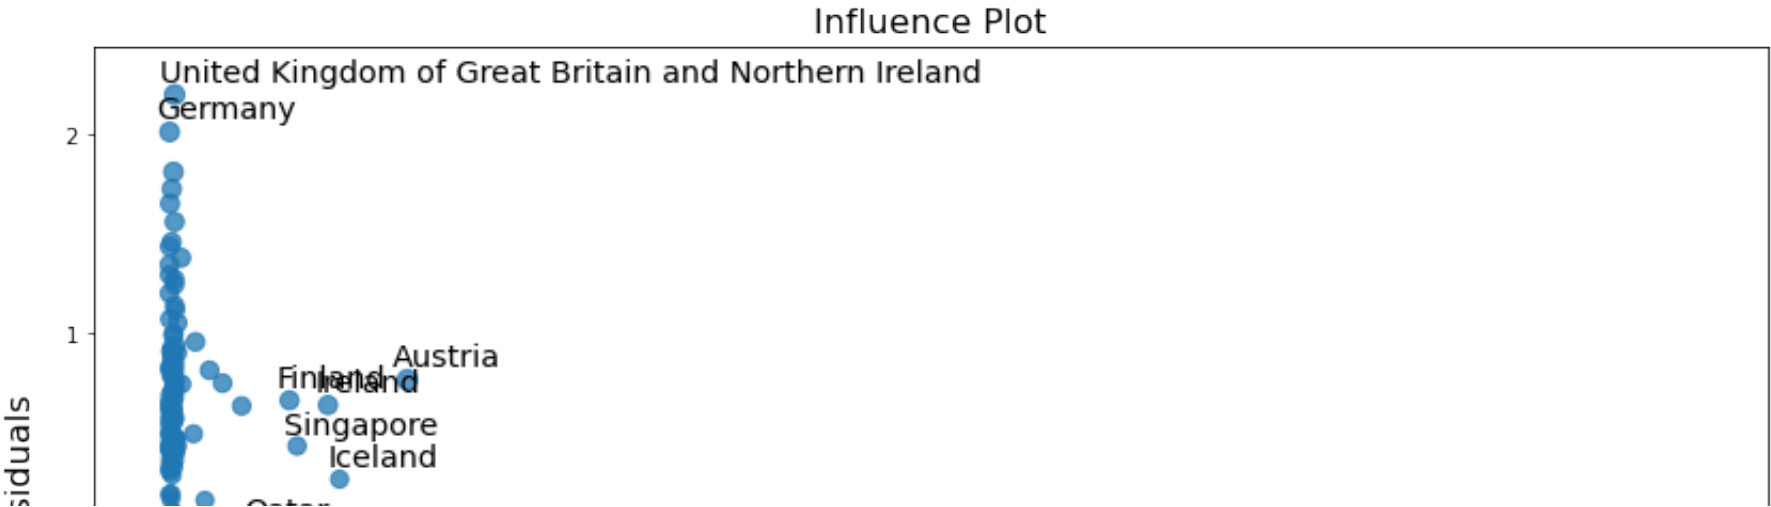 Influence Plot
United Kingdom of Great Britain and Northern Ireland
Germany
2
1
Austria
Finland
Ireland
Singapore
Iceland
Qatar
siduals